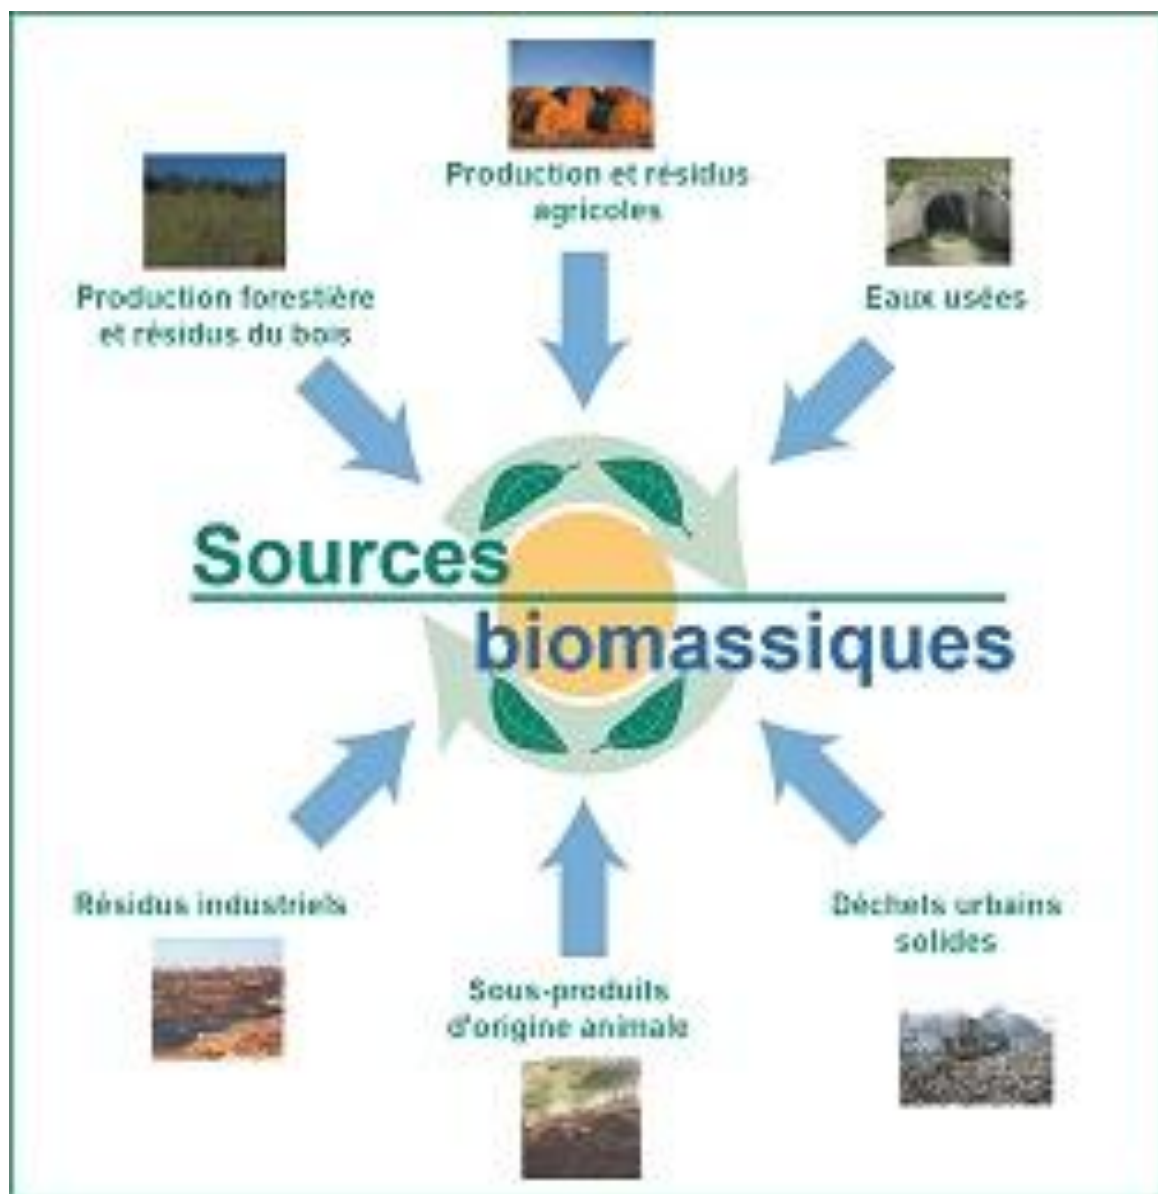 Production et résidus
agricoles
Production forestière
et résidus du bois
Eaux usées
Sources
biomassiques
Résidus industriels
Sous-produits
d'origine animale
Déchets urbains
solides